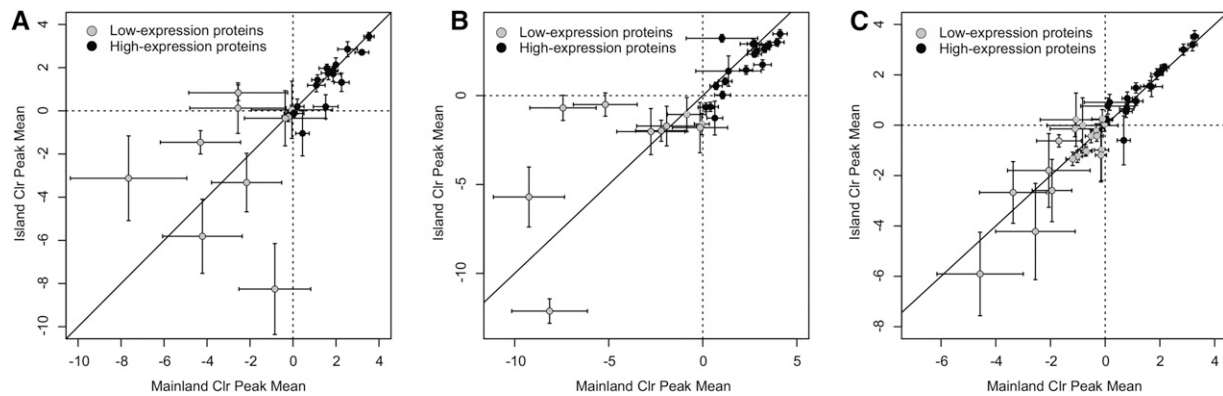 A
Low-expression proteins
High-expression proteins
Island Clr Peak Mean
4
2
0
-2
-4
-6
-8
-10
-10
-8
-6
-4
-2
0
2
4
Mainland Clr Peak Mean
B
Low-expression proteins
High-expression proteins
Island Clr Peak Mean
0
-5
-10
-10
-5
0
5
Mainland Clr Peak Mean
C
Low-expression proteins
High-expression proteins
Island Clr Peak Mean
4
2
0
-2
-4
-6
-8
-6
-4
-2
0
2
4
Mainland Clr Peak Mean